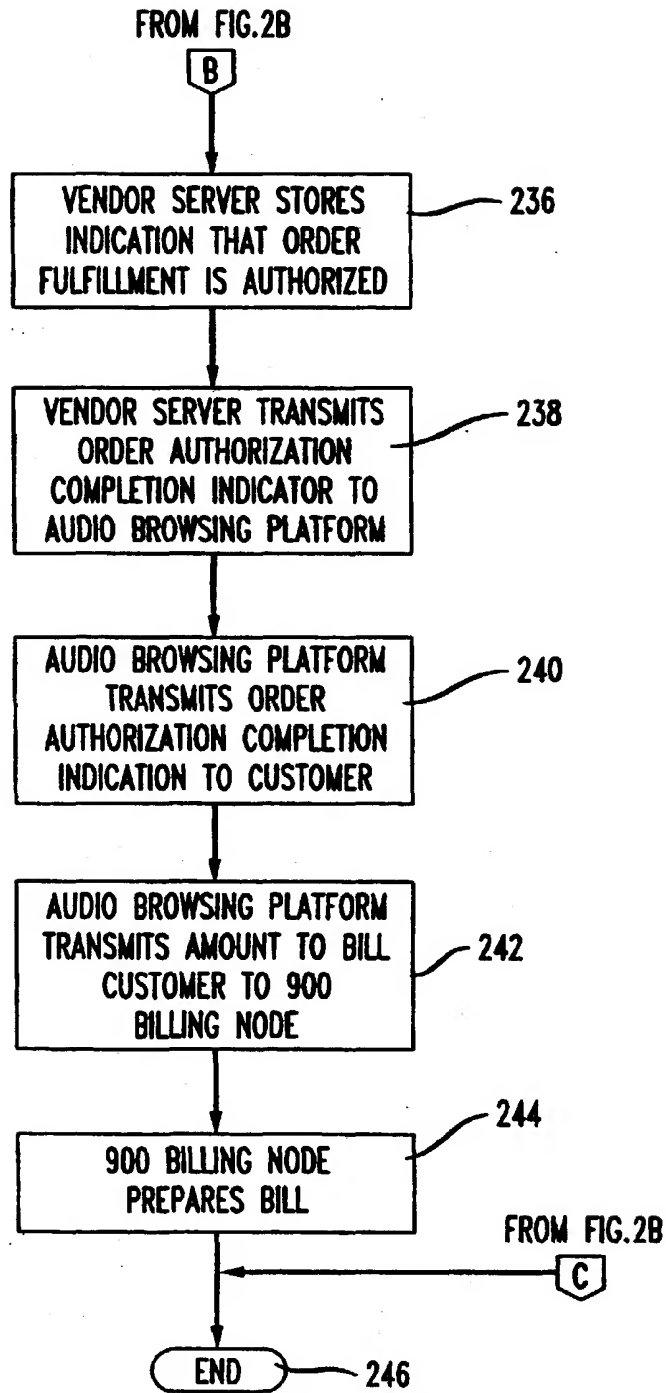 FROM FIG.2B
B
VENDOR SERVER STORES
INDICATION THAT ORDER
FULFILLMENT IS AUTHORIZED
236
VENDOR SERVER TRANSMITS
ORDER AUTHORIZATION
COMPLETION INDICATOR TO
AUDIO BROWSING PLATFORM
238
AUDIO BROWSING PLATFORM
TRANSMITS ORDER
AUTHORIZATION COMPLETION
INDICATION TO CUSTOMER
240
AUDIO BROWSING PLATFORM
TRANSMITS AMOUNT TO BILL
CUSTOMER TO 900
BILLING NODE
242
900 BILLING NODE
PREPARES BILL
244
FROM FIG.2B
C
END
246